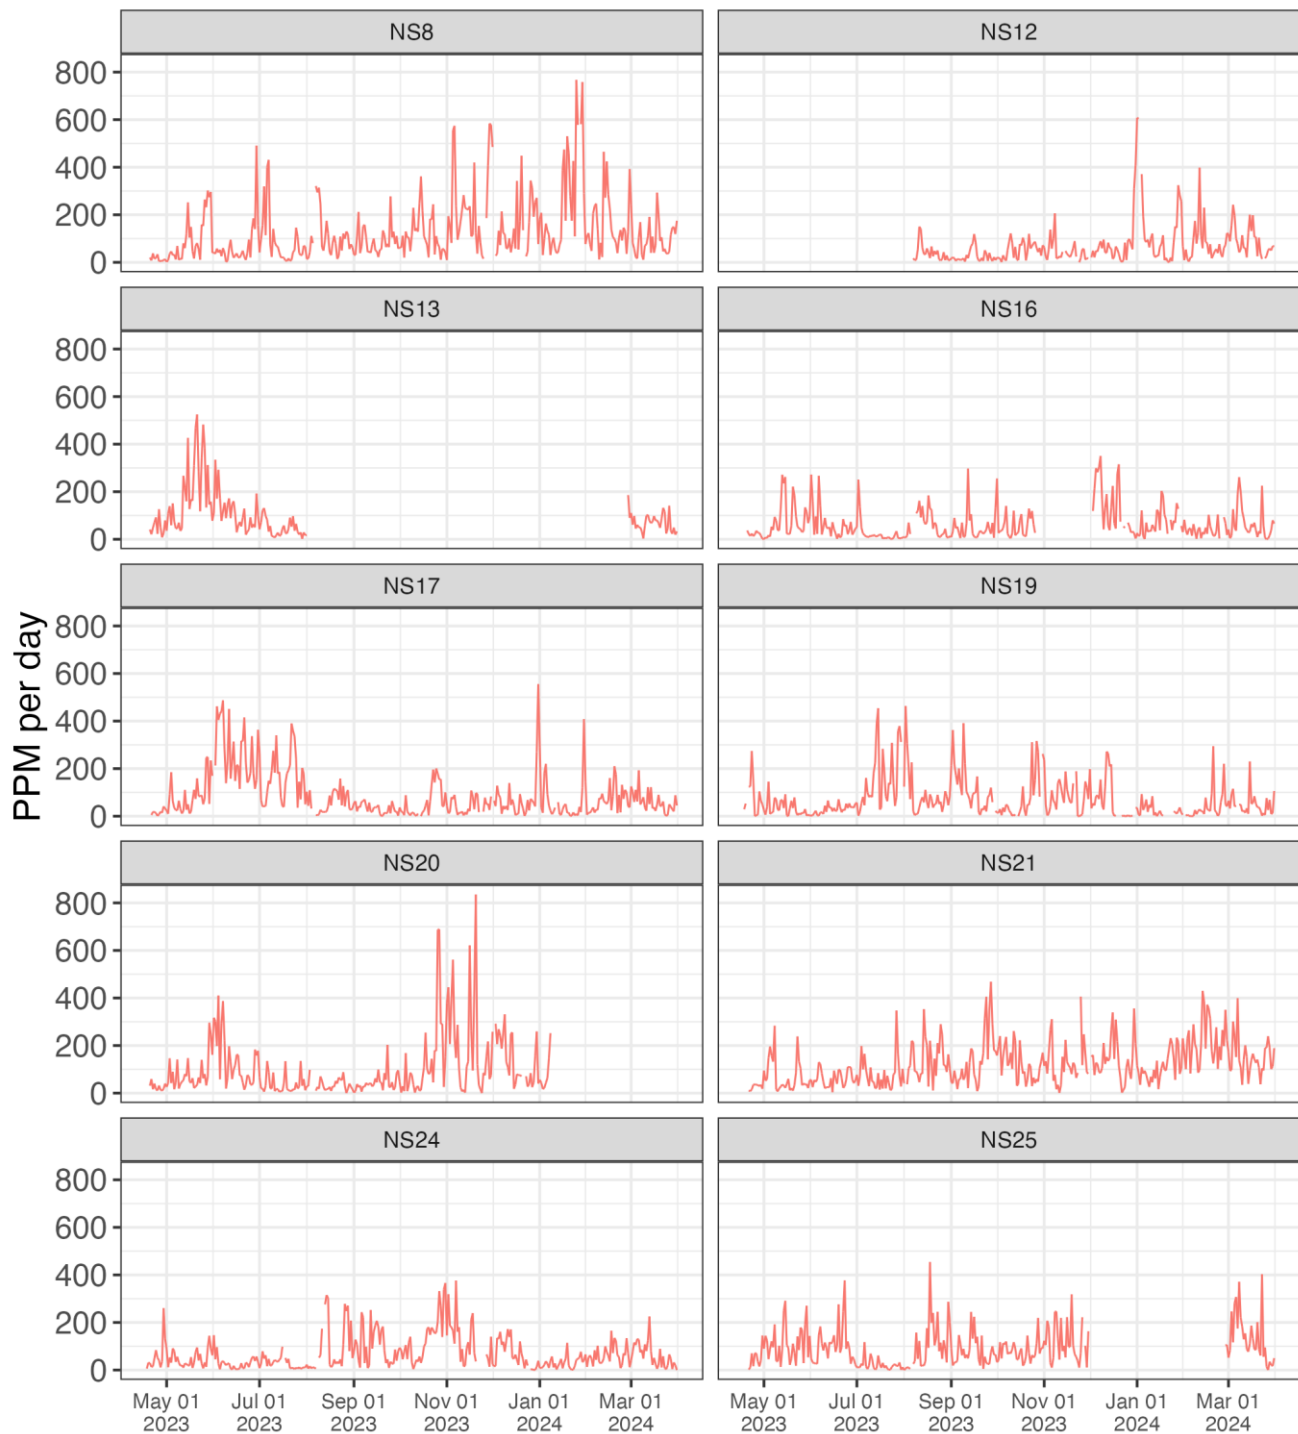 NS8
NS12
800
600
400
200
0
NS13
NS16
800
600
400
200
0
NS17
NS19
800
600
400
200
0
PPM per day
NS20
NS21
800
600
400
200
0
NS24
NS25
800
600
400
200
0
May 01 Jul 01 Sep 01 Nov 01 Jan 01 Mar 01
2023 2023 2023 2023 2024 2024
May 01 Jul 01 Sep 01 Nov 01 Jan 01 Mar 01
2023 2023 2023 2023 2024 2024